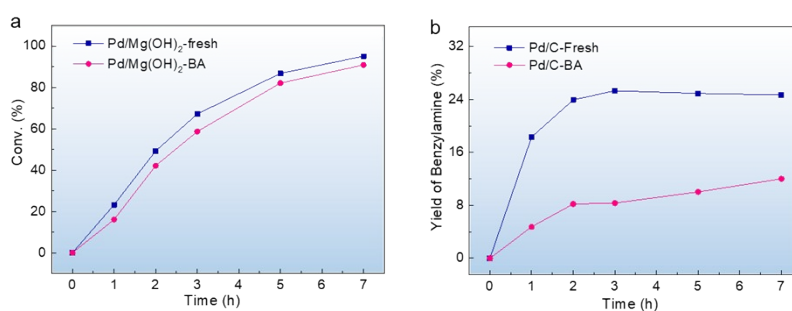 a
Pd/Mg(OH)2-fresh
Pd/Mg(OH)2-BA
Conv. (%)
100
80
60
40
20
0
0 1 2 3 4 5 6 7
Time (h)
b
Pd/C-Fresh
Pd/C-BA
Yield of Benzylamine (%)
32
24
16
8
0
0 1 2 3 4 5 6 7
Time (h)